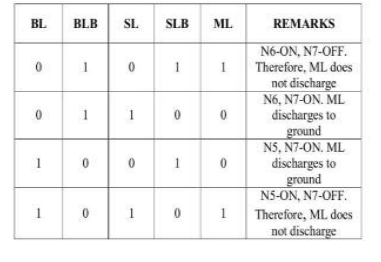 BL BLB SL SLB ML REMARKS
N6-ON, N7-OFF.
0 1 0 1 1 Therefore, ML does
not discharge
N6, N7-ON. ML
0 1 1 0 0 discharges to
ground
N5, N7-ON. ML
1 0 0 1 0 discharges to
ground
N5-ON, N7-OFF.
1 0 1 0 1 Therefore, ML does
not discharge